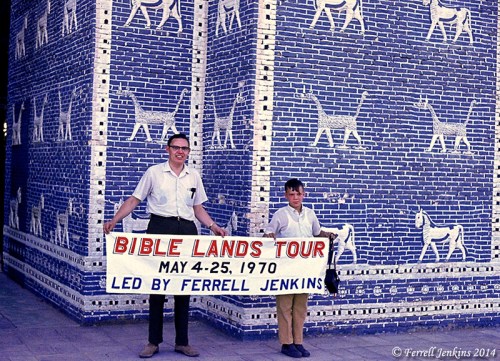 BIBLE LANDS TOUR
MAY 4-25, 1970
LED BY FERRELL JENKINS
© Ferrell Jenkins 2014